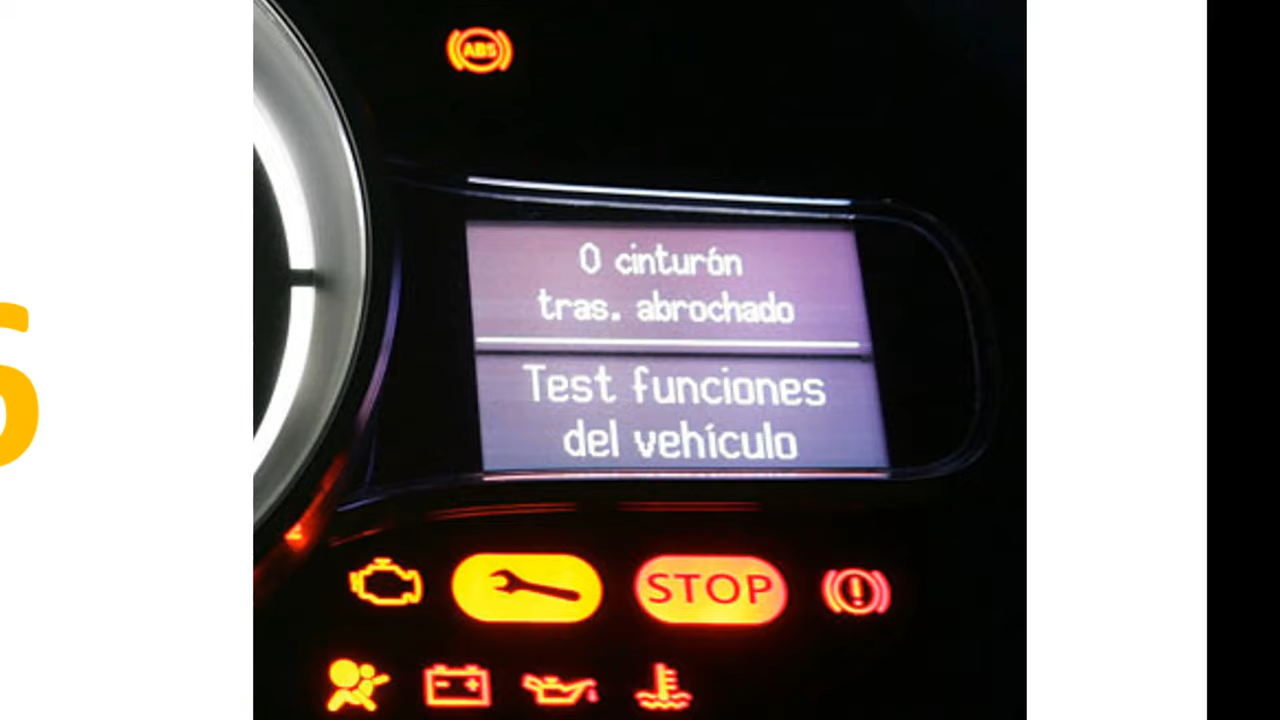 ABS
0 cinturón
tras. abrochado
Test funciones
del vehículo
STOP